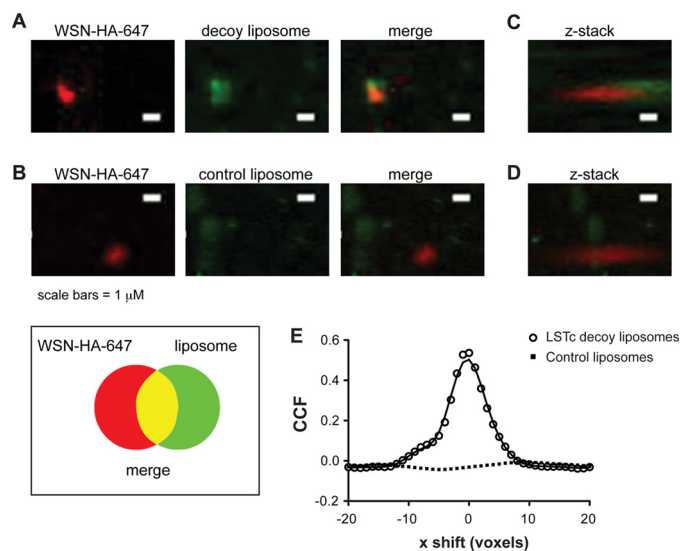 A WSN-HA-647 decoy liposome merge C z-stack
B WSN-HA-647 control liposome merge D z-stack
scale bars = 1 μM
WSN-HA-647 liposome
merge
E
LSTc decoy liposomes
Control liposomes
CCF
0.6
0.4
0.2
0.0
-0.2
-20 -10 0 10 20
x shift (voxels)